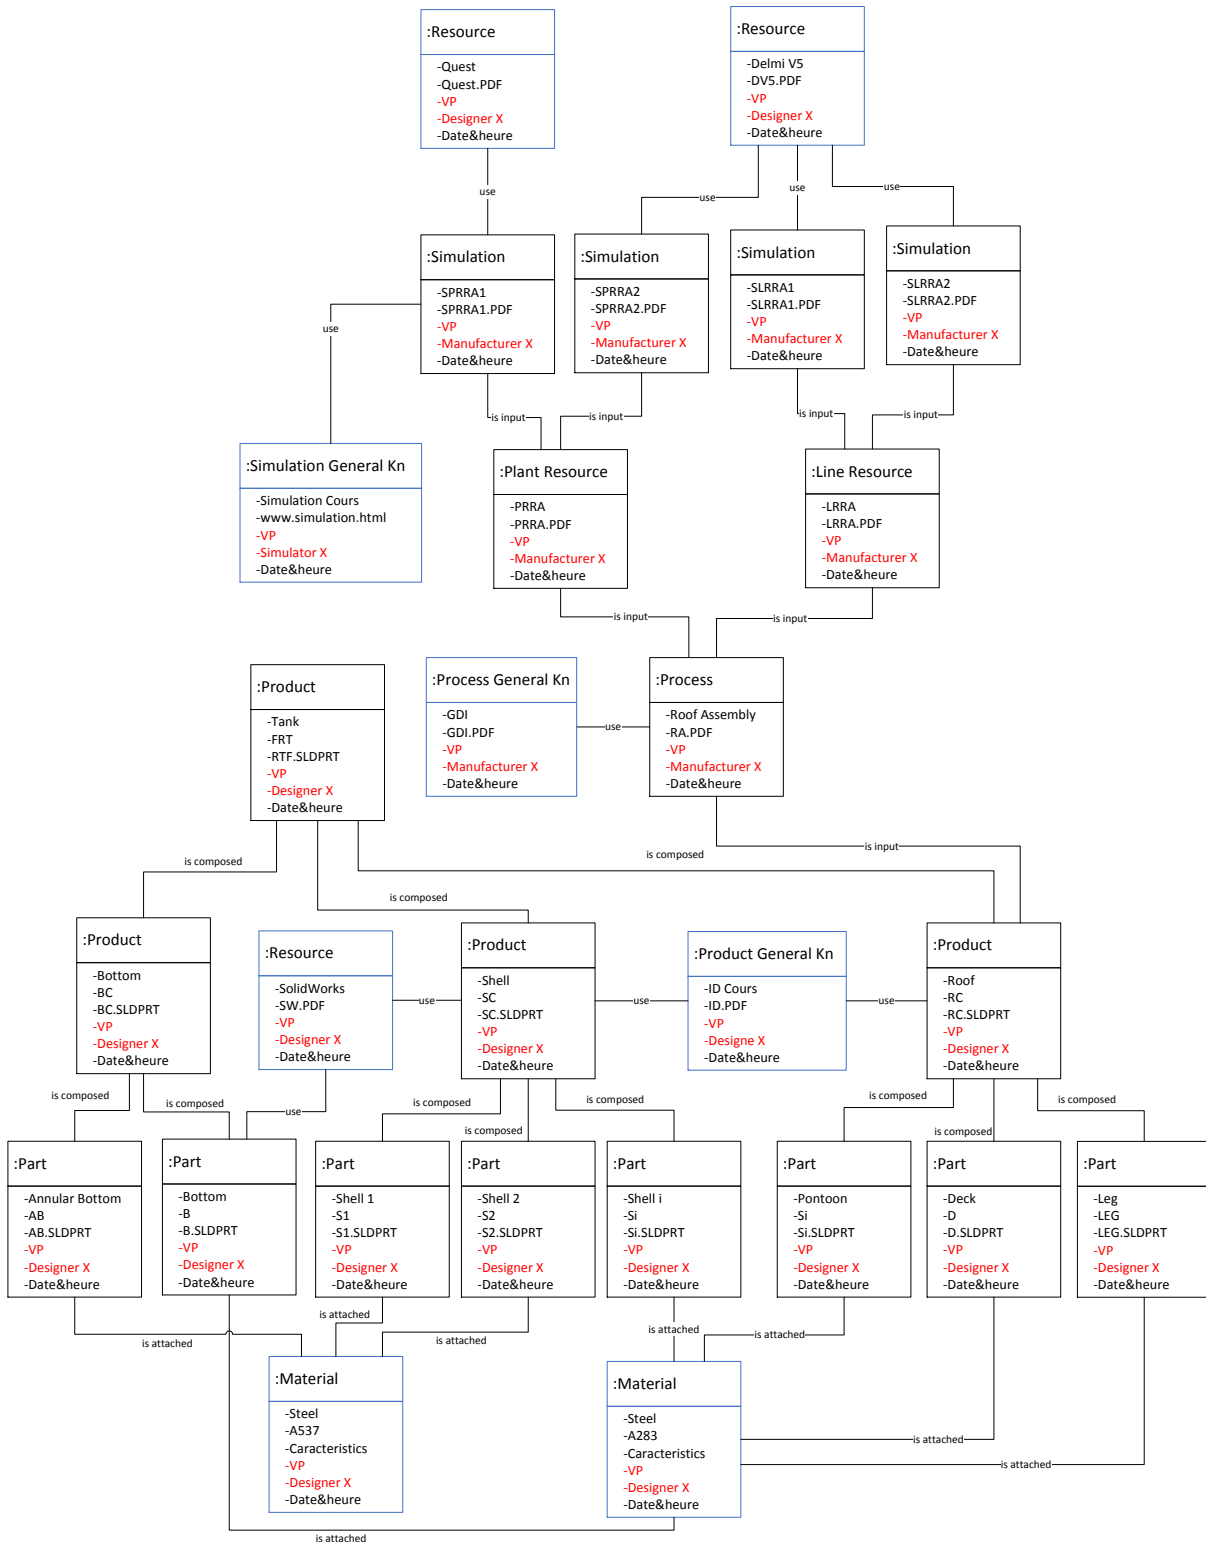 :Resource
-Quest
-Quest.PDF
-VP
-Designer X
-Date&heure
:Resource
-Delmi V5
-DV5.PDF
-VP
-Designer X
-Date&heure
use
use
use
use
:Simulation
-SPRRA1
-SPRRA1.PDF
-VP
-Manufacturer X
-Date&heure
:Simulation
-SPRRA2
-SPRRA2.PDF
-VP
-Manufacturer X
-Date&heure
:Simulation
-SLRRA1
-SLRRA1.PDF
-VP
-Manufacturer X
-Date&heure
:Simulation
-SLRRA2
-SLRRA2.PDF
-VP
-Manufacturer X
-Date&heure
use
is input
is input
is input
is input
:Simulation General Kn
-Simulation Cours
-www.simulation.html
-VP
-Simulator X
-Date&heure
:Plant Resource
-PRRA
-PRRA.PDF
-VP
-Manufacturer X
-Date&heure
:Line Resource
-LRRA
-LRRA.PDF
-VP
-Manufacturer X
-Date&heure
is input
is input
:Product
-Tank
-FRT
-RTF.SLDPRT
-VP
-Designer X
-Date&heure
:Process General Kn
-GDI
-GDI.PDF
-VP
-Manufacturer X
-Date&heure
use
:Process
-Roof Assembly
-RA.PDF
-VP
-Manufacturer X
-Date&heure
is composed
is composed
is composed
is input
:Product
-Bottom
-BC
-BC.SLDPRT
-VP
-Designer X
-Date&heure
:Resource
-SolidWorks
-SW.PDF
-VP
-Designer X
-Date&heure
use
:Product
-Shell
-SC
-SC.SLDPRT
-VP
-Designer X
-Date&heure
use
:Product General Kn
-ID Cours
-ID.PDF
-VP
-Designe X
-Date&heure
use
:Product
-Roof
-RC
-RC.SLDPRT
-VP
-Designer X
-Date&heure
is composed
is composed
use
is composed
is composed
is composed
is composed
is composed
is composed
:Part
-Annular Bottom
-AB
-AB.SLDPRT
-VP
-Designer X
-Date&heure
:Part
-Bottom
-B
-B.SLDPRT
-VP
-Designer X
-Date&heure
:Part
-Shell 1
-S1
-S1.SLDPRT
-VP
-Designer X
-Date&heure
:Part
-Shell 2
-S2
-S2.SLDPRT
-VP
-Designer X
-Date&heure
:Part
-Shell i
-Si
-Si.SLDPRT
-VP
-Designer X
-Date&heure
:Part
-Pontoon
-Si
-Si.SLDPRT
-VP
-Designer X
-Date&heure
:Part
-Deck
-D
-D.SLDPRT
-VP
-Designer X
-Date&heure
:Part
-Leg
-LEG
-LEG.SLDPRT
-VP
-Designer X
-Date&heure
is attached
is attached
is attached
is attached
is attached
:Material
-Steel
-A537
-Caracteristics
-VP
-Designer X
-Date&heure
:Material
-Steel
-A283
-Caracteristics
-VP
-Designer X
-Date&heure
is attached
is attached
is attached